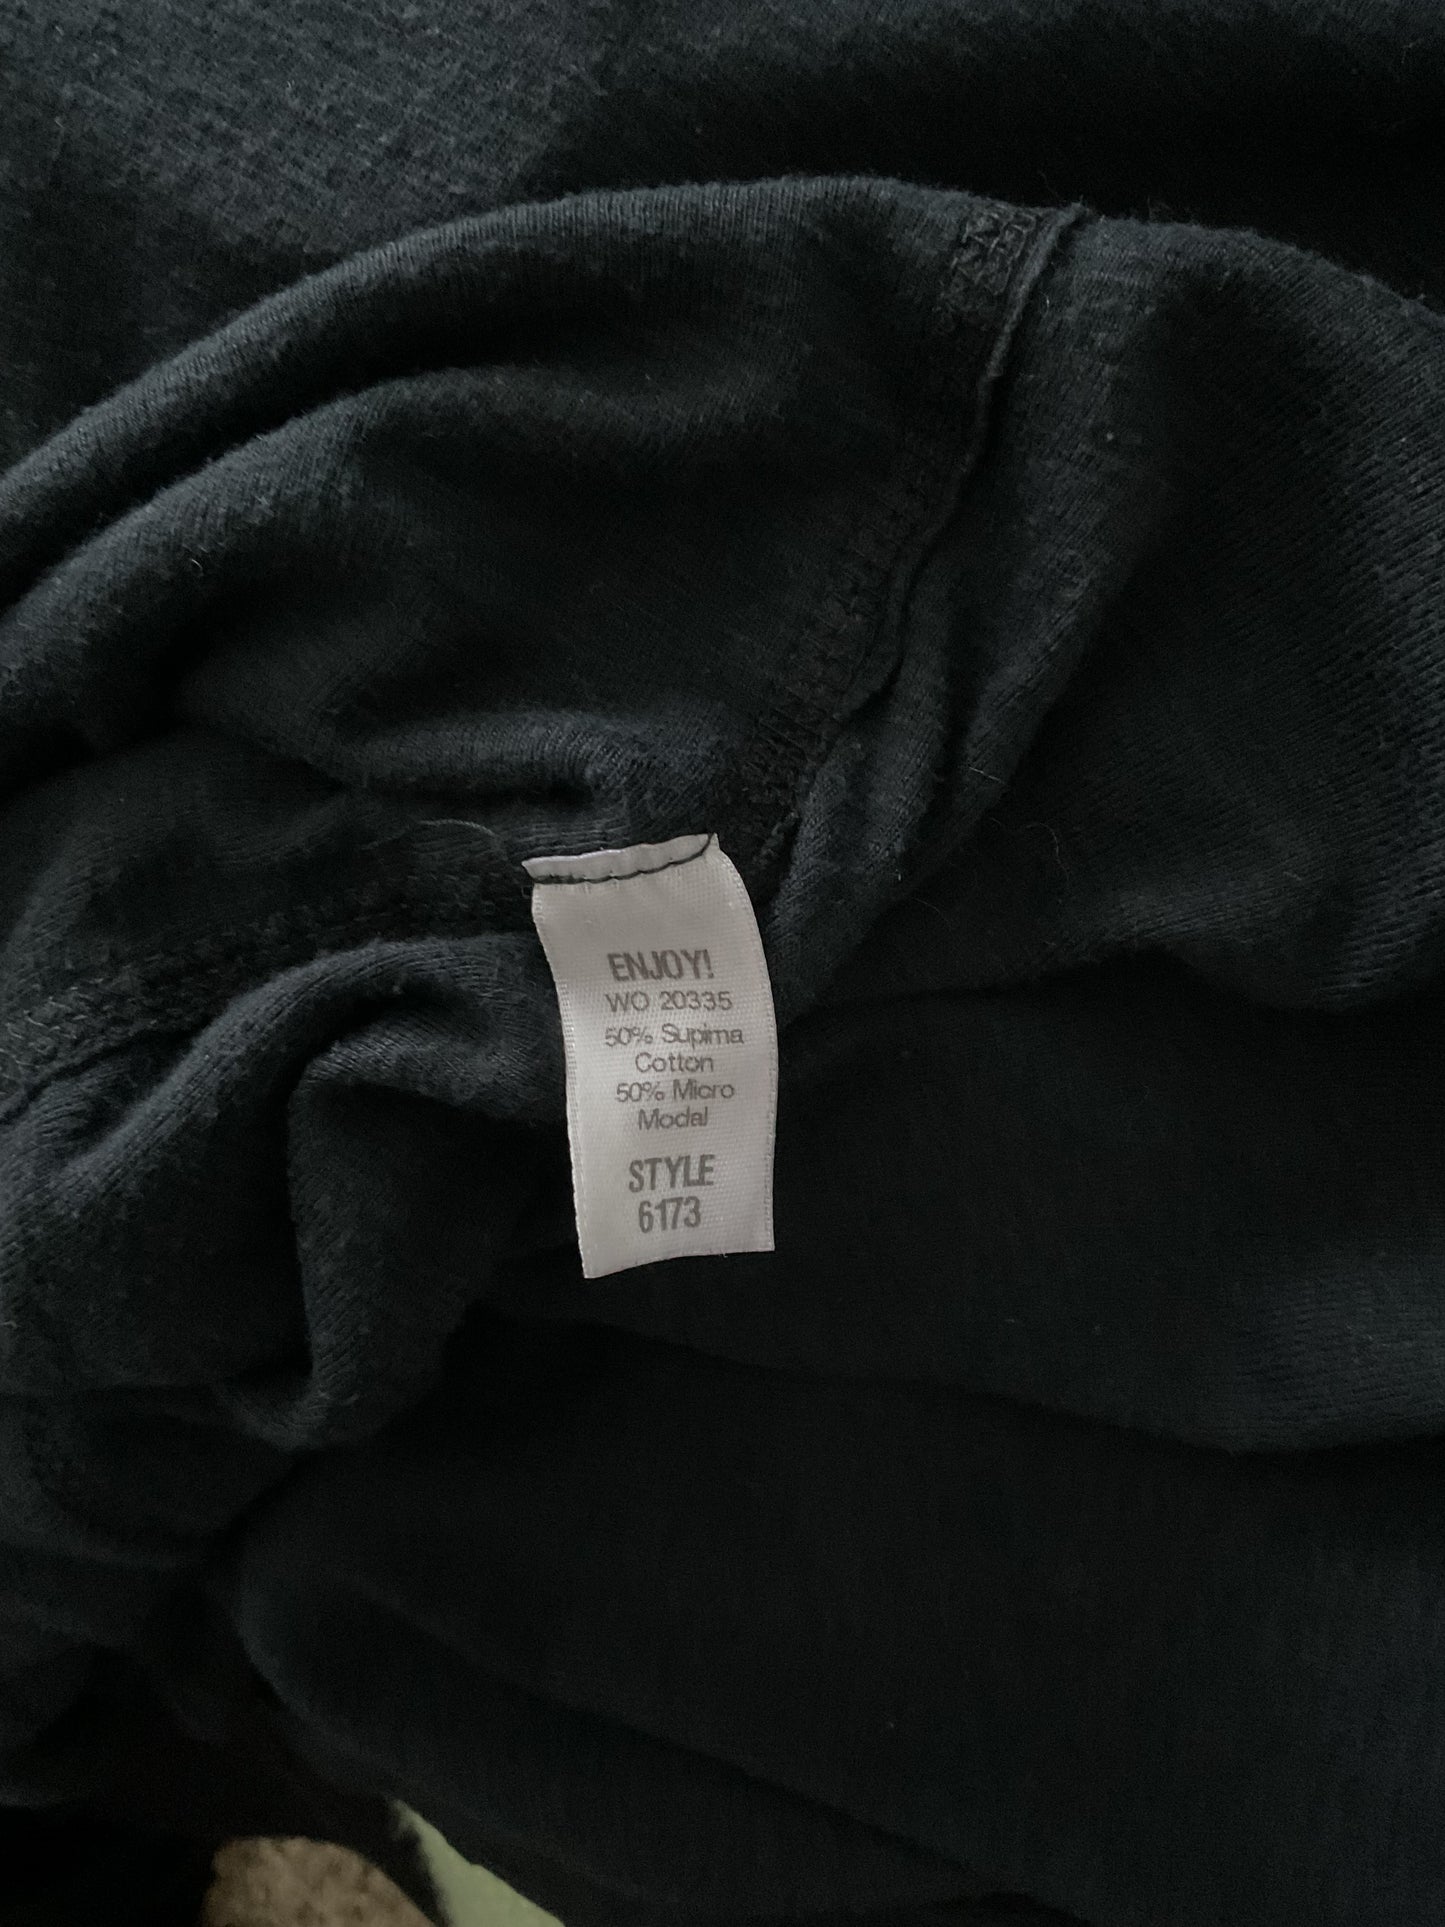 ENJOY!
WO 20335
50% Supima
Cotton
50% Micro
Modal
STYLE
6173